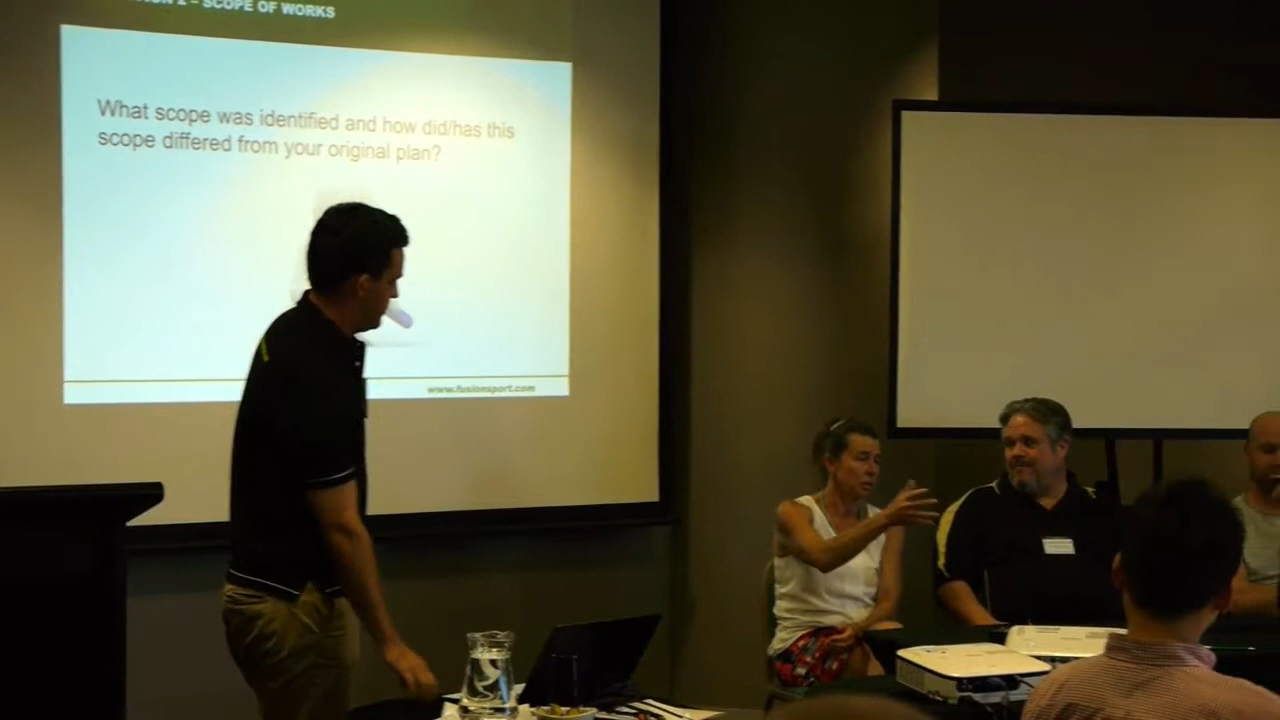 2 – SCOPE OF WORKS
What scope was identified and how did/has this
scope differed from your original plan?
www.fusionsport.com